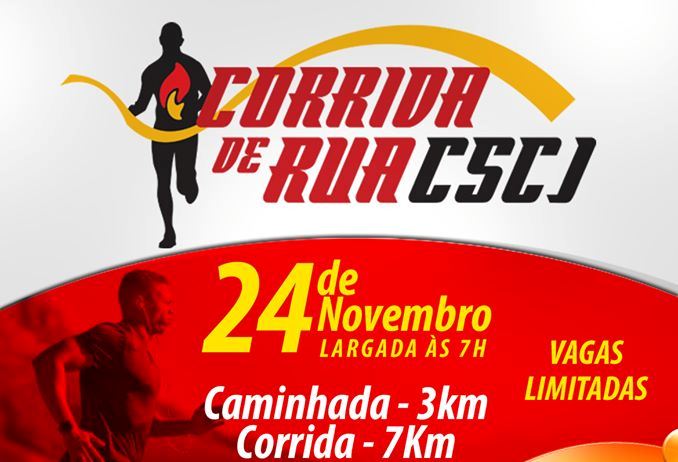 CORRIDA
DE RUA CSCJ
24 de
Novembro
LARGADA ÀS 7H
VAGAS
LIMITADAS
Caminhada - 3km
Corrida - 7Km